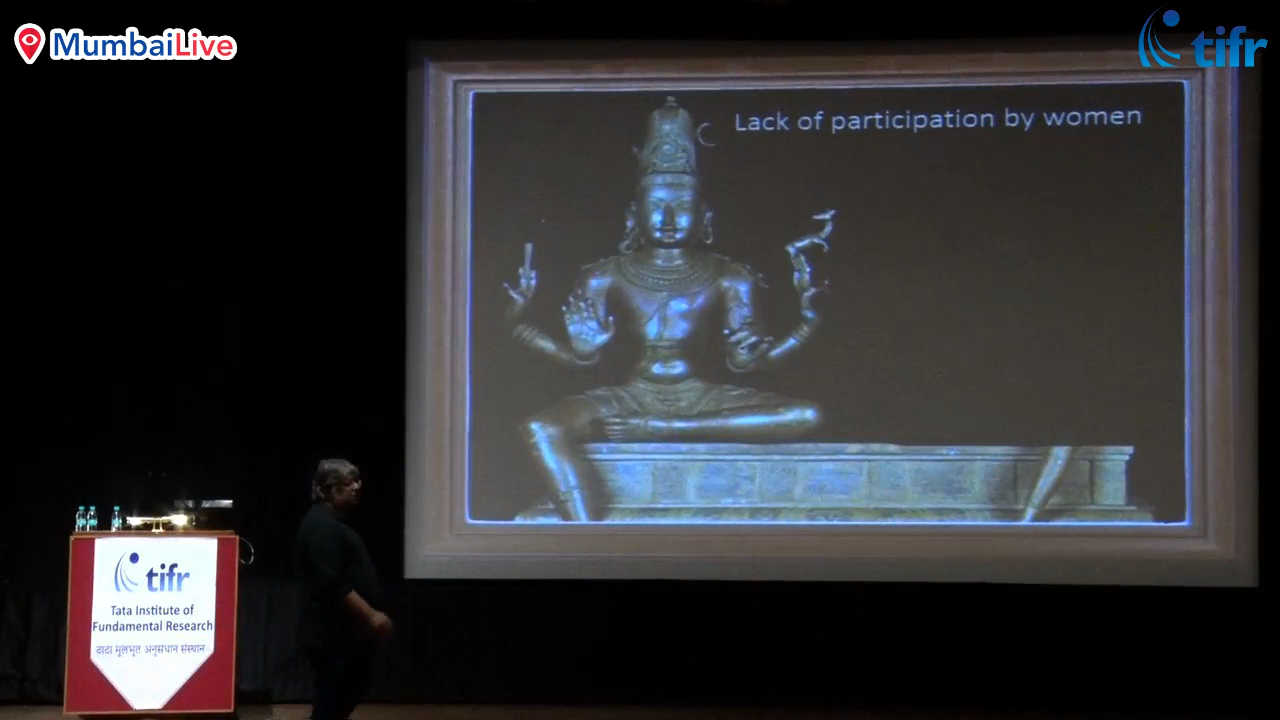 MumbaiLive
tifr
Lack of participation by women
tifr
Tata Institute of
Fundamental Research
टाटा मूलभूत अनुसंधान संस्थान